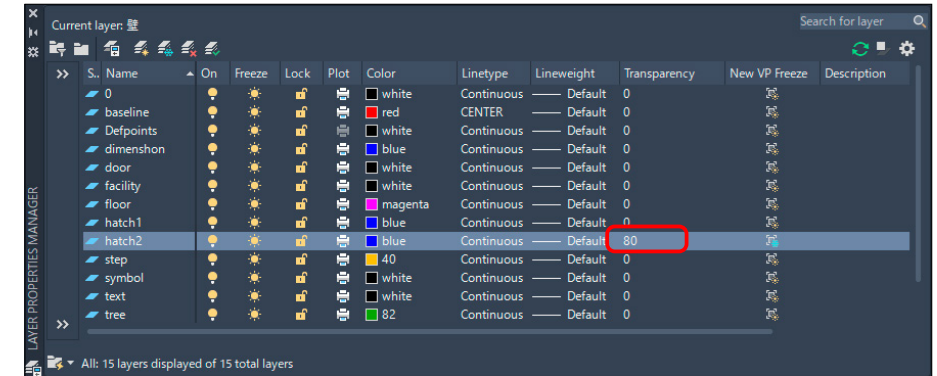 Current layer: 壁
Search for layer
S.. Name On Freeze Lock Plot Color Linetype Lineweight Transparency New VP Freeze Description
0 white Continuous Default 0
baseline red CENTER Default 0
Defpoints white Continuous Default 0
dimenshon blue Continuous Default 0
door white Continuous Default 0
facility white Continuous Default 0
floor magenta Continuous Default 0
hatch1 blue Continuous Default 0
hatch2 blue Continuous Default 80
step 40 Continuous Default 0
symbol white Continuous Default 0
text white Continuous Default 0
tree 82 Continuous Default 0
All: 15 layers displayed of 15 total layers
LAYER PROPERTIES MANAGER